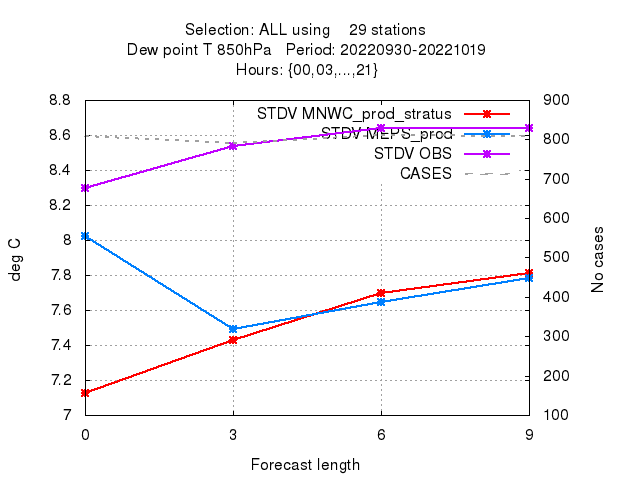 Selection: ALL using 29 stations
Dew point T 850hPa Period: 20220930-20221019
Hours: {00,03,...,21}
STDV MNWC_prod_stratus
STDV MEPS_prod
STDV OBS
CASES
8.8
8.6
8.4
8.2
8
7.8
7.6
7.4
7.2
7
deg C
900
800
700
600
500
400
300
200
100
No cases
0 3 6 9
Forecast length